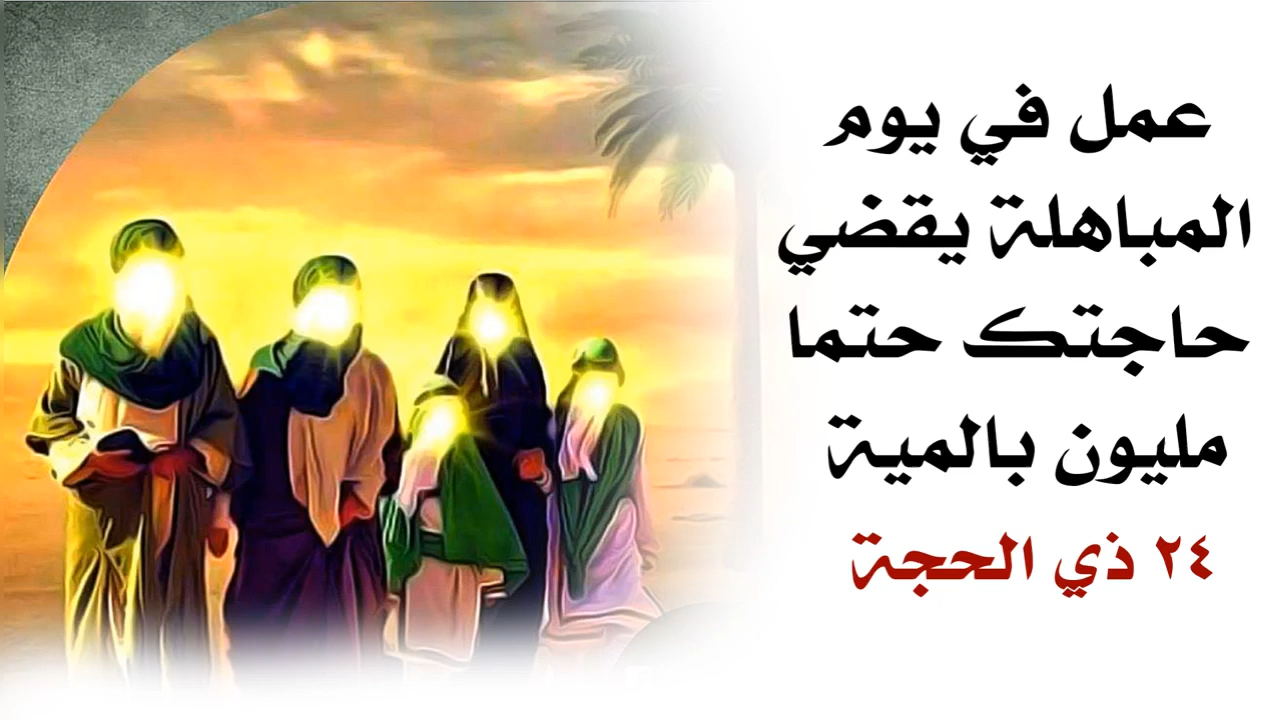 عمل في يوم
المباهلة يقضي
حاجتك حتما
مليون بالمية
٢٤ ذي الحجة